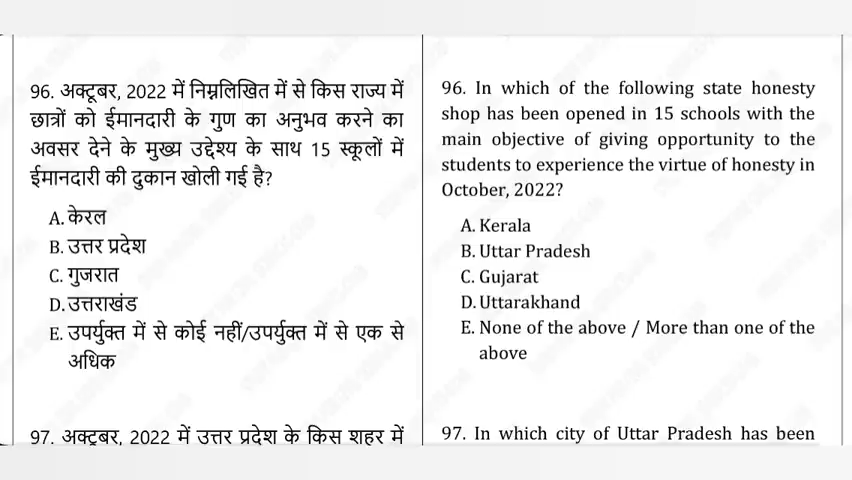 96. अक्टूबर, 2022 में निम्नलिखित में से किस राज्य में
छात्रों को ईमानदारी के गुण का अनुभव करने का
अवसर देने के मुख्य उद्देश्य के साथ 15 स्कूलों में
ईमानदारी की दुकान खोली गई है?
A. केरल
B. उत्तर प्रदेश
C. गुजरात
D. उत्तराखंड
E. उपर्युक्त में से कोई नहीं/उपर्युक्त में से एक से
अधिक
97. अक्टूबर, 2022 में उत्तर प्रदेश के किस शहर में
96. In which of the following state honesty
shop has been opened in 15 schools with the
main objective of giving opportunity to the
students to experience the virtue of honesty in
October, 2022?
A. Kerala
B. Uttar Pradesh
C. Gujarat
D. Uttarakhand
E. None of the above / More than one of the
above
97. In which city of Uttar Pradesh has been